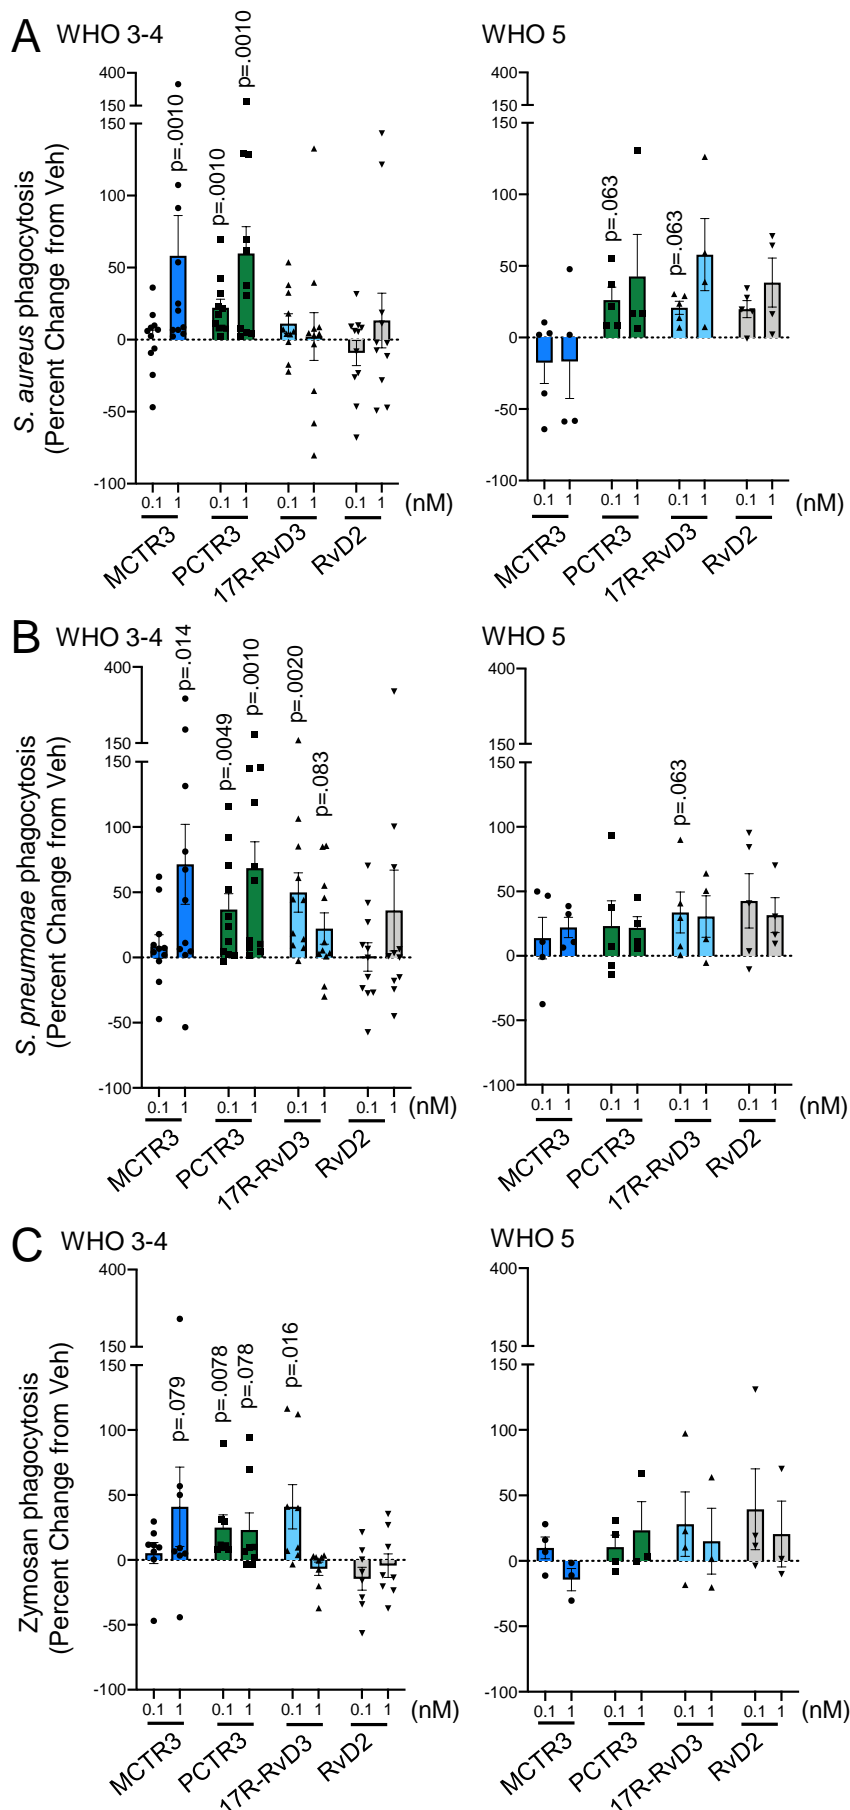 A WHO 3-4
WHO 5
S. aureus phagocytosis
(Percent Change from Veh)
400
150
150
100
50
0
-50
-100
p=.0010
p=.0010
p=.0010
0.1 1 0.1 1 0.1 1 0.1 1 (nM)
MCTR3 PCTR3 17R-RvD3 RvD2
400
150
150
100
50
0
-50
-100
p=.063
p=.063
0.1 1 0.1 1 0.1 1 0.1 1 (nM)
MCTR3 PCTR3 17R-RvD3 RvD2
B WHO 3-4
WHO 5
S. pneumonae phagocytosis
(Percent Change from Veh)
400
150
150
100
50
0
-50
-100
p=.014
p=.0049
p=.0010
p=.0020
p=.083
0.1 1 0.1 1 0.1 1 0.1 1 (nM)
MCTR3 PCTR3 17R-RvD3 RvD2
400
150
150
100
50
0
-50
-100
p=.063
0.1 1 0.1 1 0.1 1 0.1 1 (nM)
MCTR3 PCTR3 17R-RvD3 RvD2
C WHO 3-4
WHO 5
Zymosan phagocytosis
(Percent Change from Veh)
400
150
150
100
50
0
-50
-100
p=.079
p=.0078
p=.078
p=.016
0.1 1 0.1 1 0.1 1 0.1 1 (nM)
MCTR3 PCTR3 17R-RvD3 RvD2
400
150
150
100
50
0
-50
-100
0.1 1 0.1 1 0.1 1 0.1 1 (nM)
MCTR3 PCTR3 17R-RvD3 RvD2